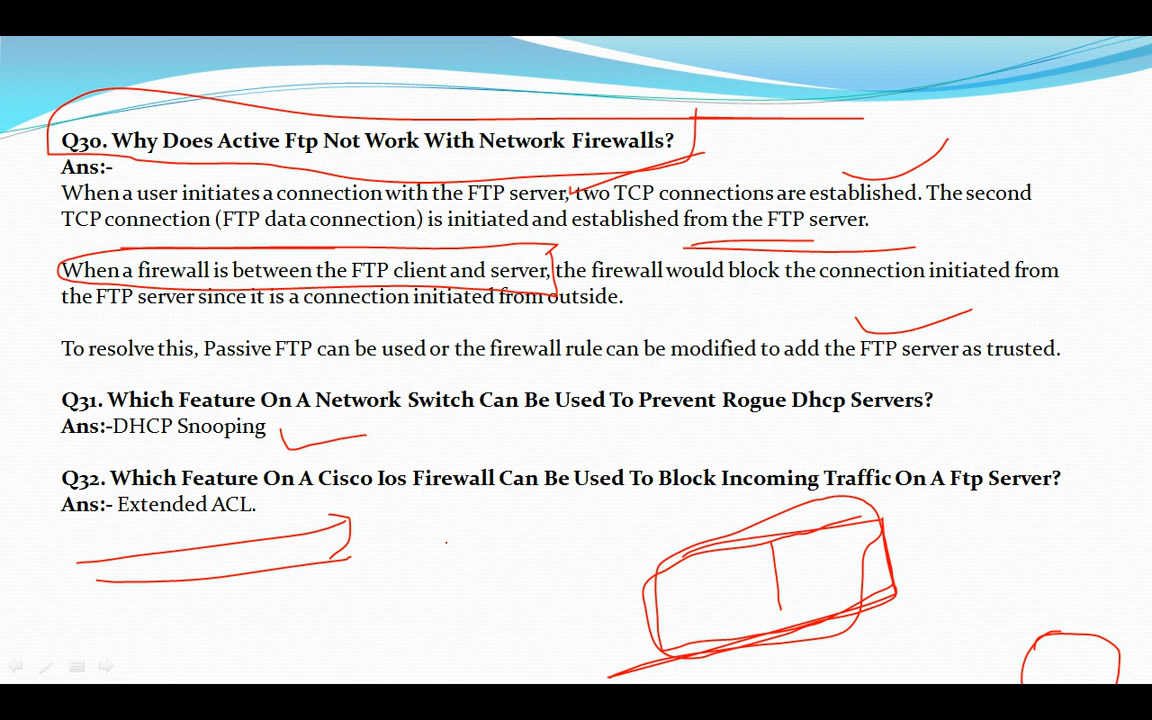 Q30. Why Does Active Ftp Not Work With Network Firewalls?
Ans:-
When a user initiates a connection with the FTP server, two TCP connections are established. The second
TCP connection (FTP data connection) is initiated and established from the FTP server.
When a firewall is between the FTP client and server, the firewall would block the connection initiated from
the FTP server since it is a connection initiated from outside.
To resolve this, Passive FTP can be used or the firewall rule can be modified to add the FTP server as trusted.
Q31. Which Feature On A Network Switch Can Be Used To Prevent Rogue Dhcp Servers?
Ans:-DHCP Snooping
Q32. Which Feature On A Cisco Ios Firewall Can Be Used To Block Incoming Traffic On A Ftp Server?
Ans:- Extended ACL.